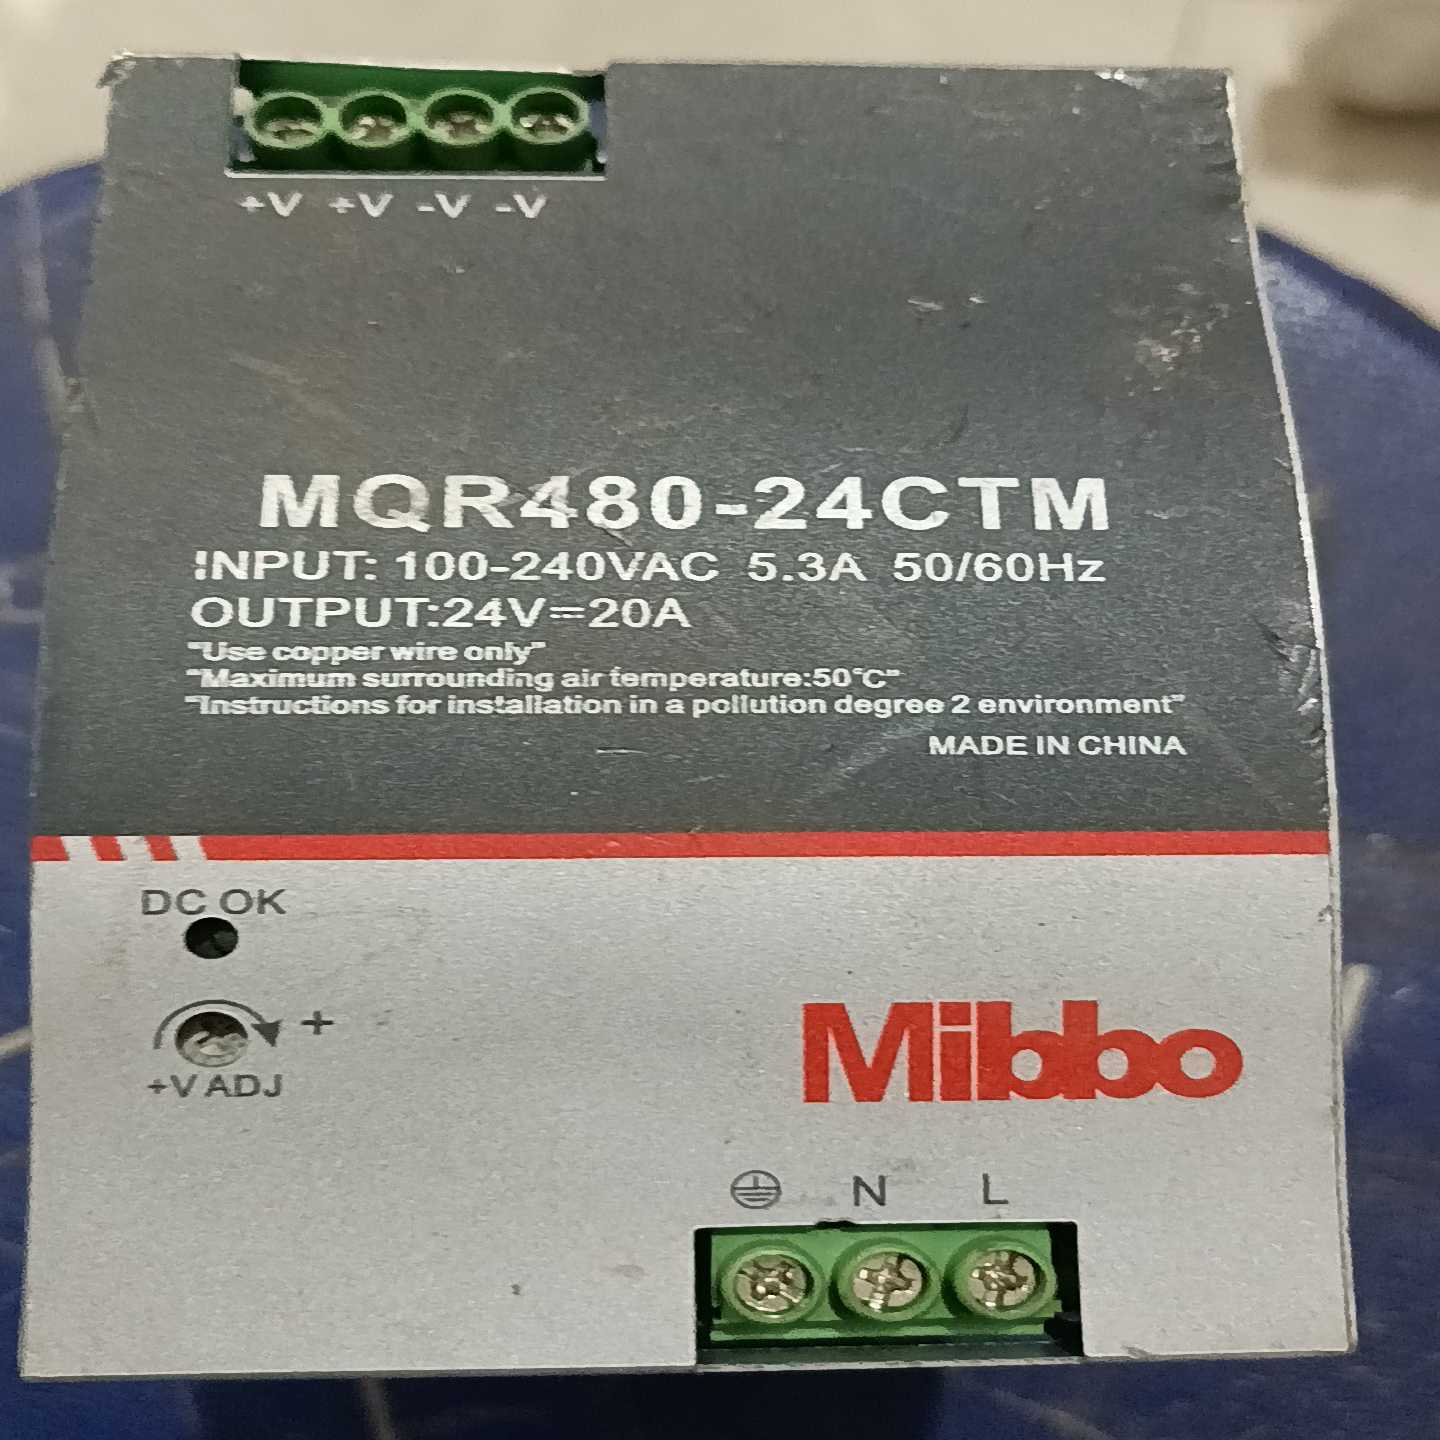 +V +V -V -V
MQR480-24CTM
INPUT: 100-240VAC 5.3A 50/60Hz
OUTPUT:24V=20A
"Use copper wire only"
"Maximum surrounding air temperature:50°C"
"Instructions for installation in a pollution degree 2 environment"
MADE IN CHINA
DC OK
+
+V ADJ
Mibbo
N L